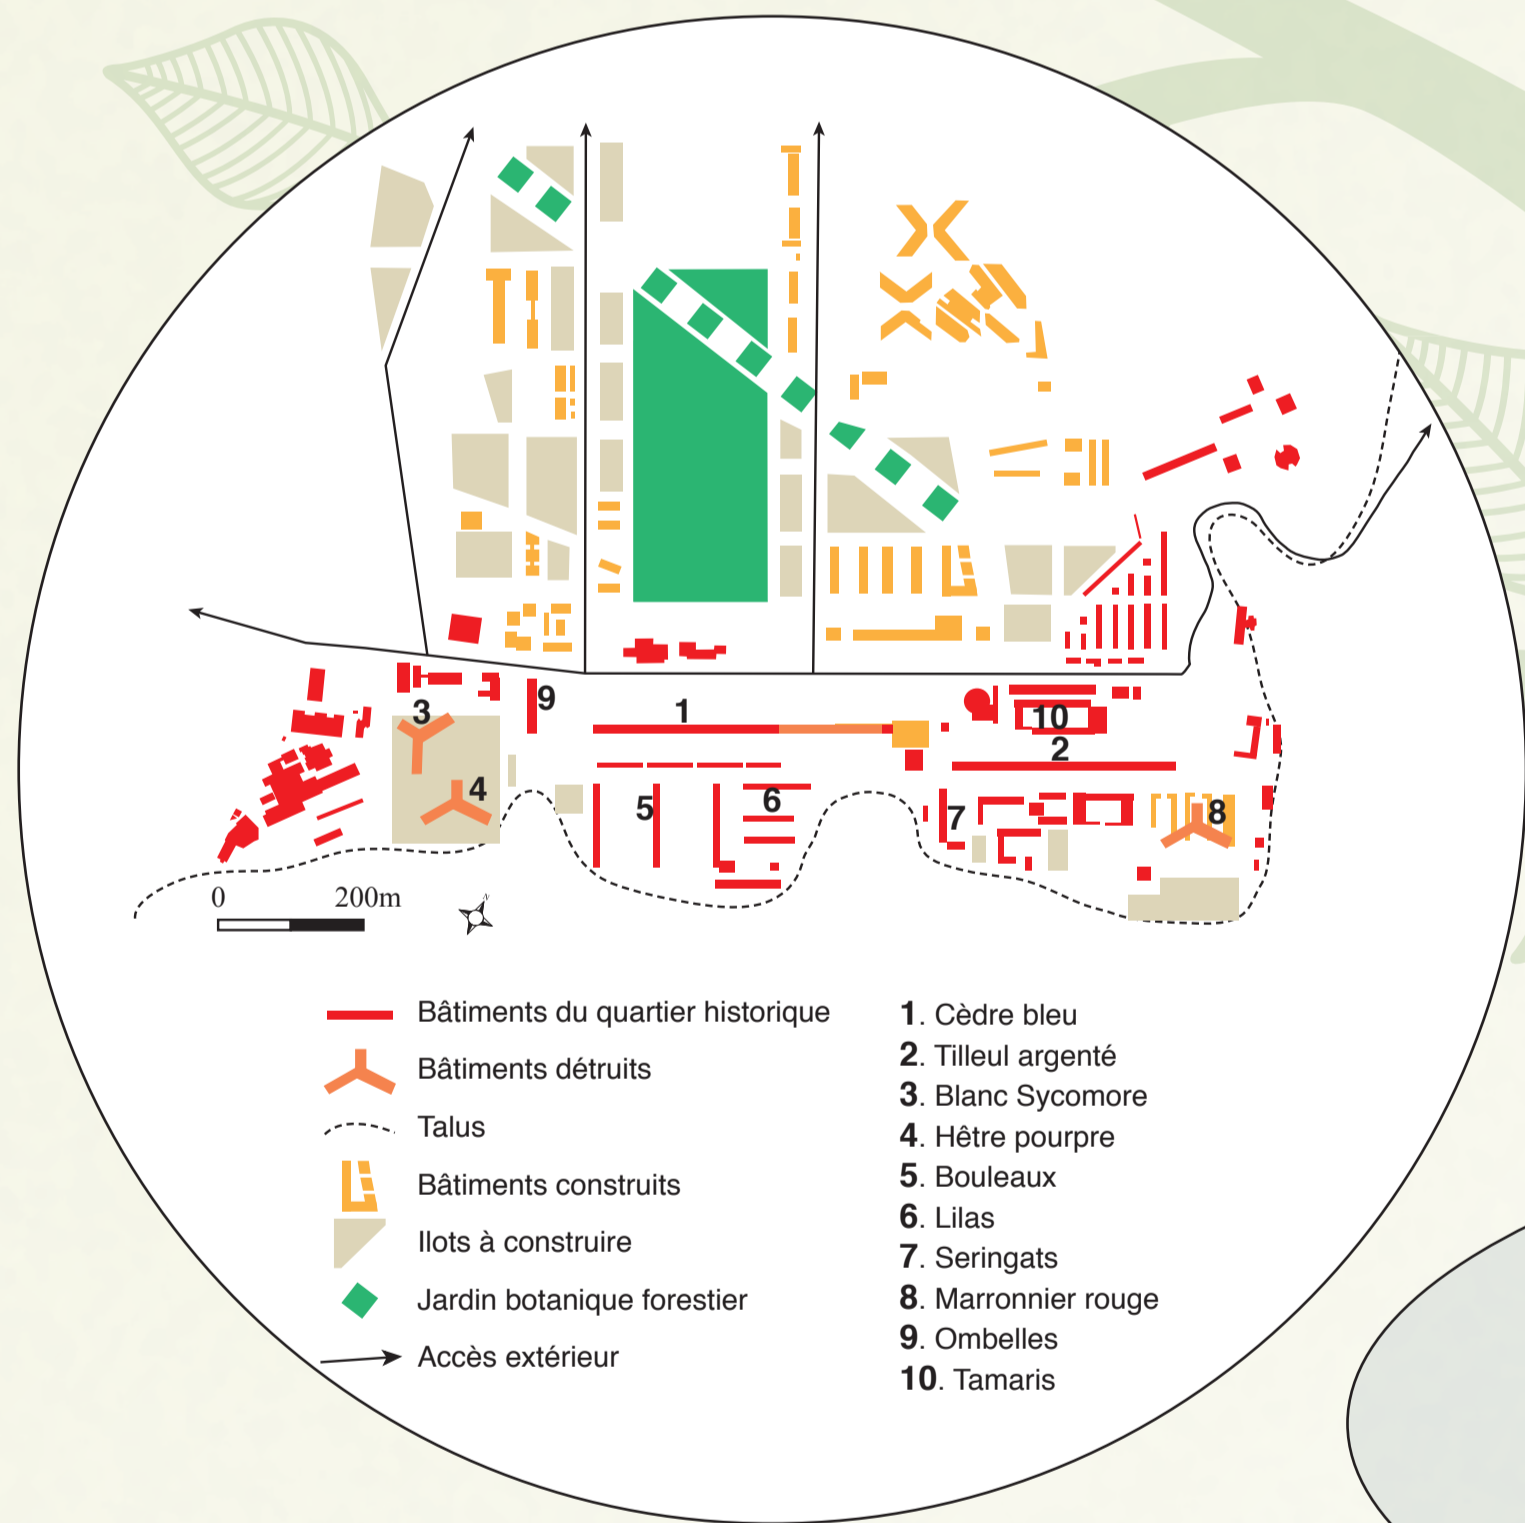 9
3
1
10
2
4
5
6
7
8
0 200m
N
Bâtiments du quartier historique
Bâtiments détruits
Talus
Bâtiments construits
Ilots à construire
Jardin botanique forestier
Accès extérieur
1. Cèdre bleu
2. Tilleul argenté
3. Blanc Sycomore
4. Hêtre pourpre
5. Bouleaux
6. Lilas
7. Seringats
8. Marronnier rouge
9. Ombelles
10. Tamaris